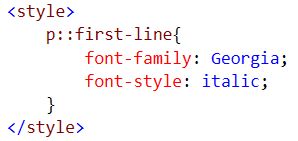 <style>
    p::first-line{
        font-family: Georgia;
        font-style: italic;
    }
</style>